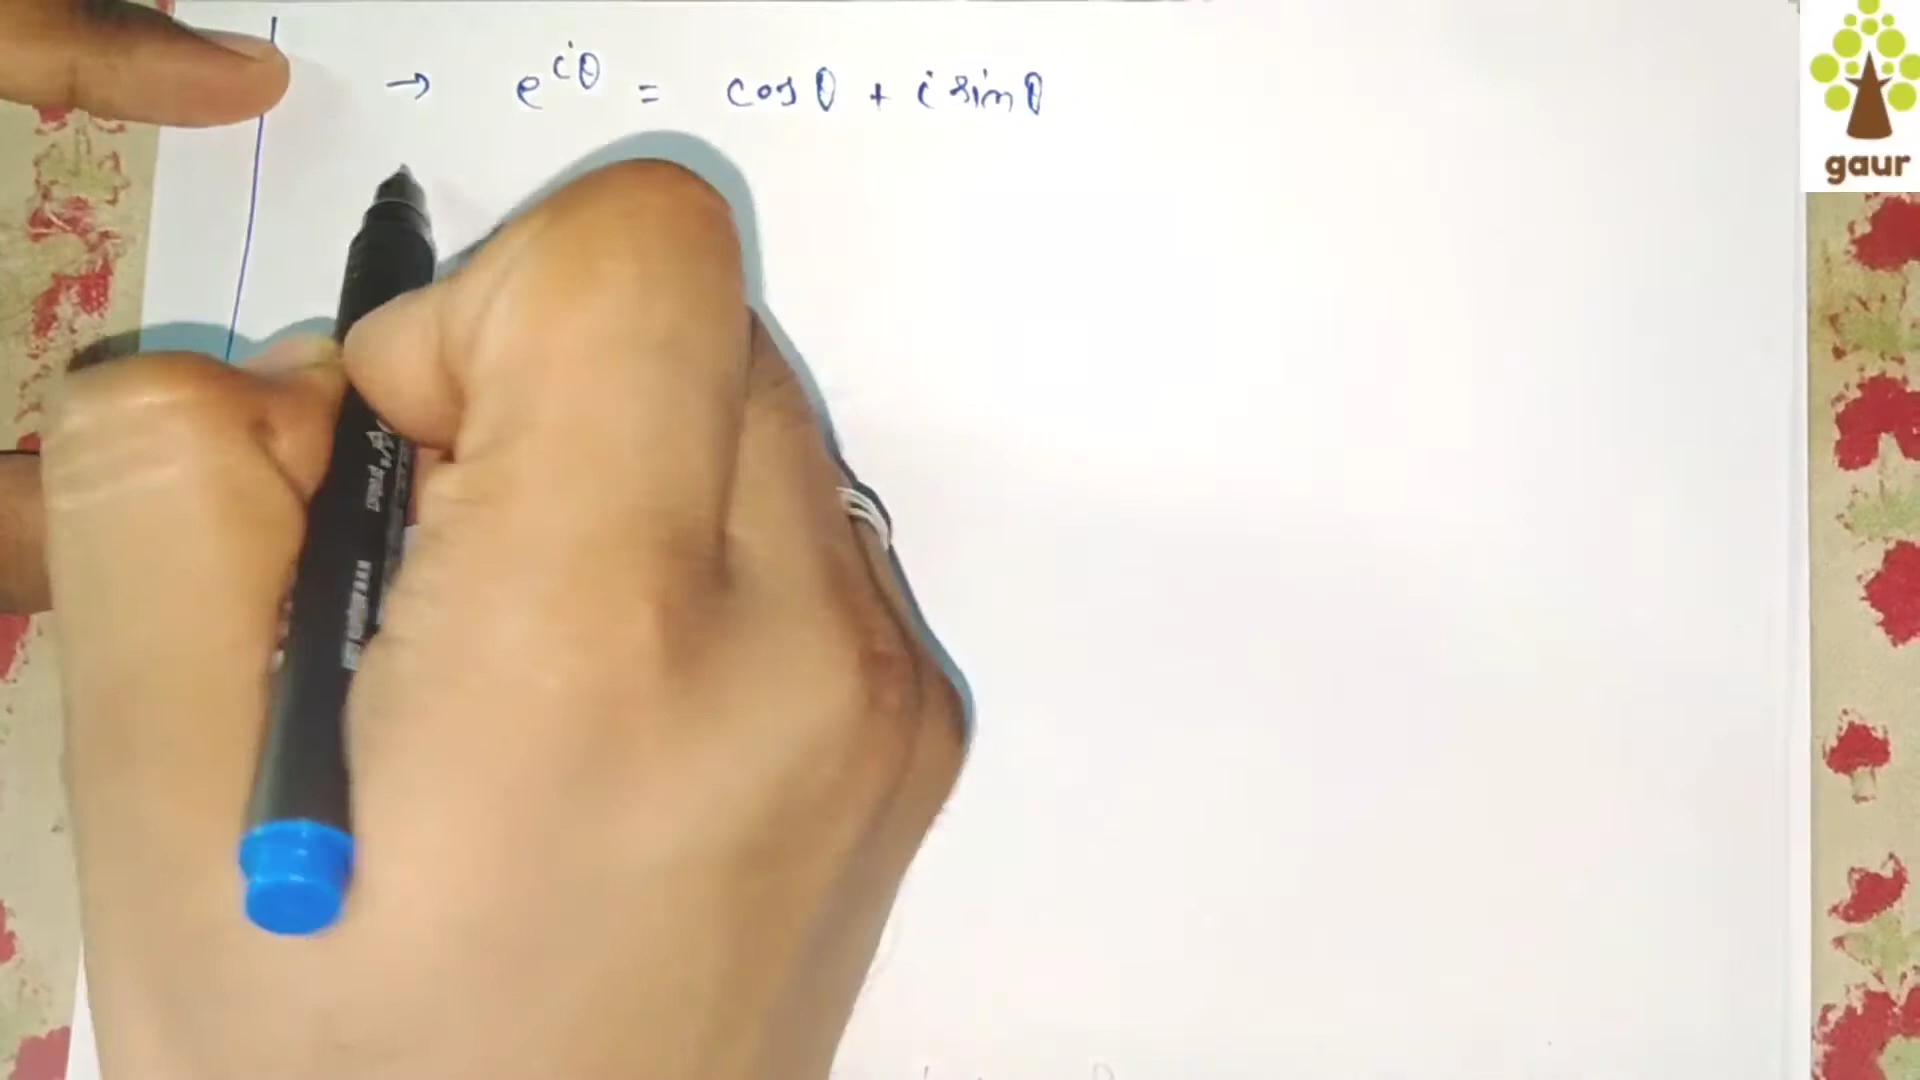 → e^{iθ} = cosθ + i sinθ
gaur